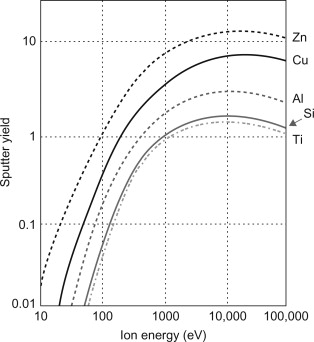 Zn
10
Cu
Al
Si
1
Ti
Sputter yield
0.1
0.01
10
100
1000
10,000
100,000
Ion energy (eV)